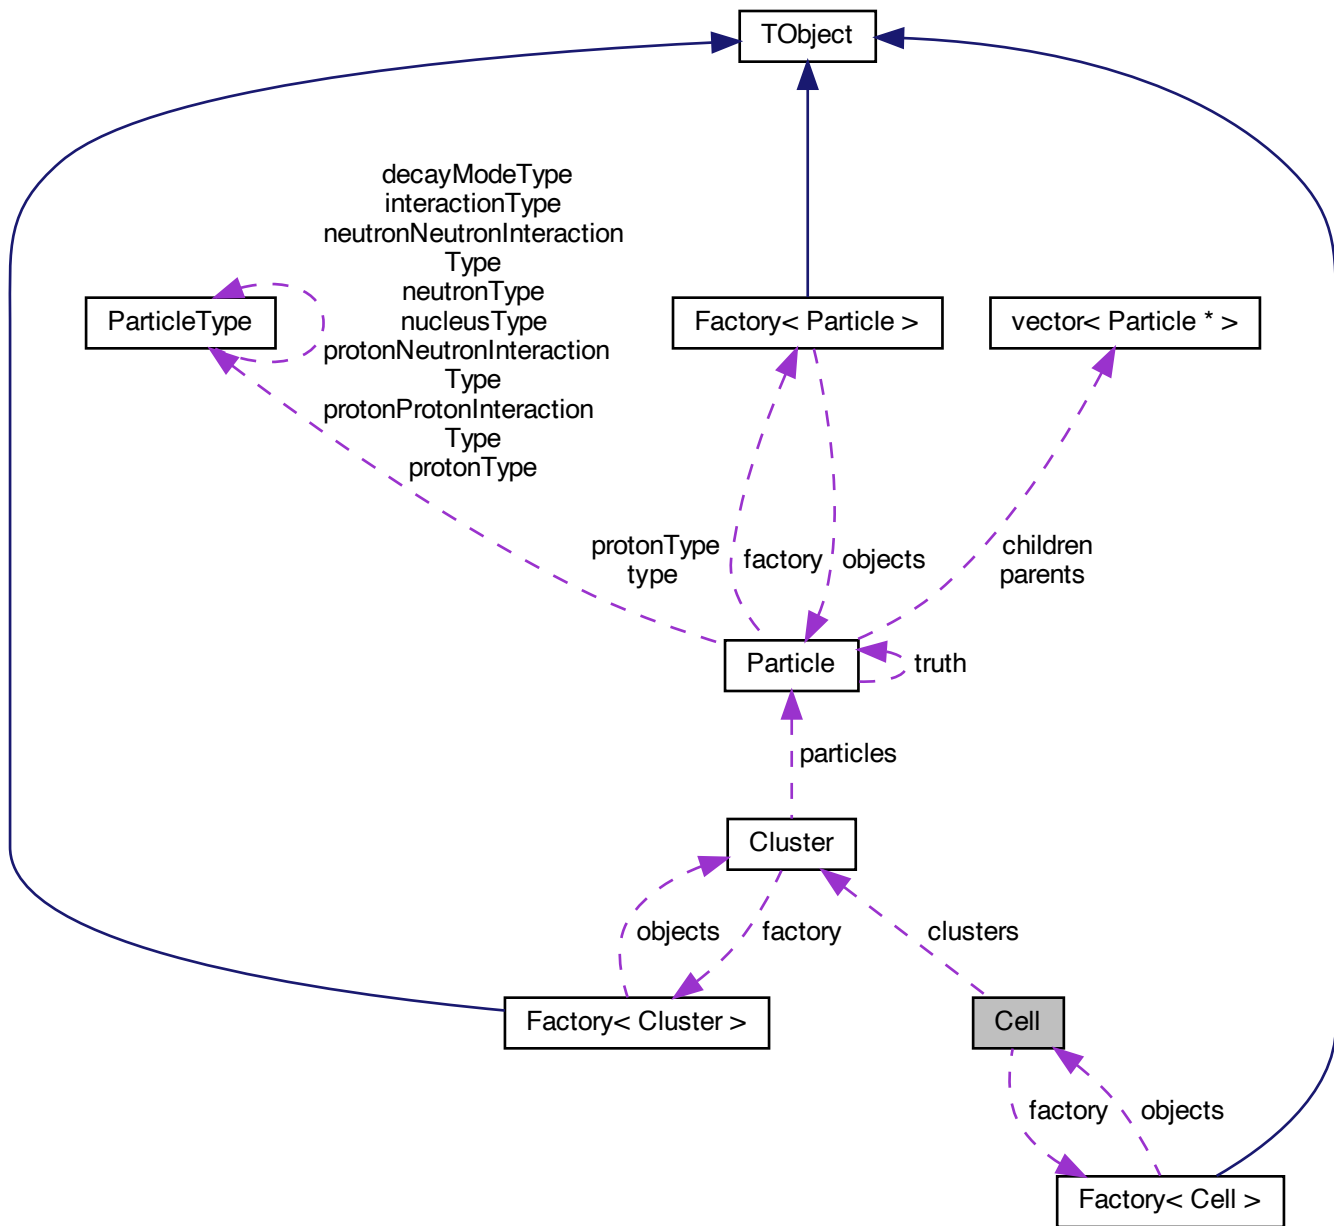 TObject
decayModeType
interactionType
neutronNeutronInteraction
Type
neutronType
nucleusType
protonNeutronInteraction
Type
protonProtonInteraction
Type
protonType
ParticleType
Factory< Particle >
vector< Particle * >
protonType
type
factory
objects
children
parents
Particle
truth
particles
Cluster
objects
factory
clusters
Factory< Cluster >
Cell
factory
objects
Factory< Cell >